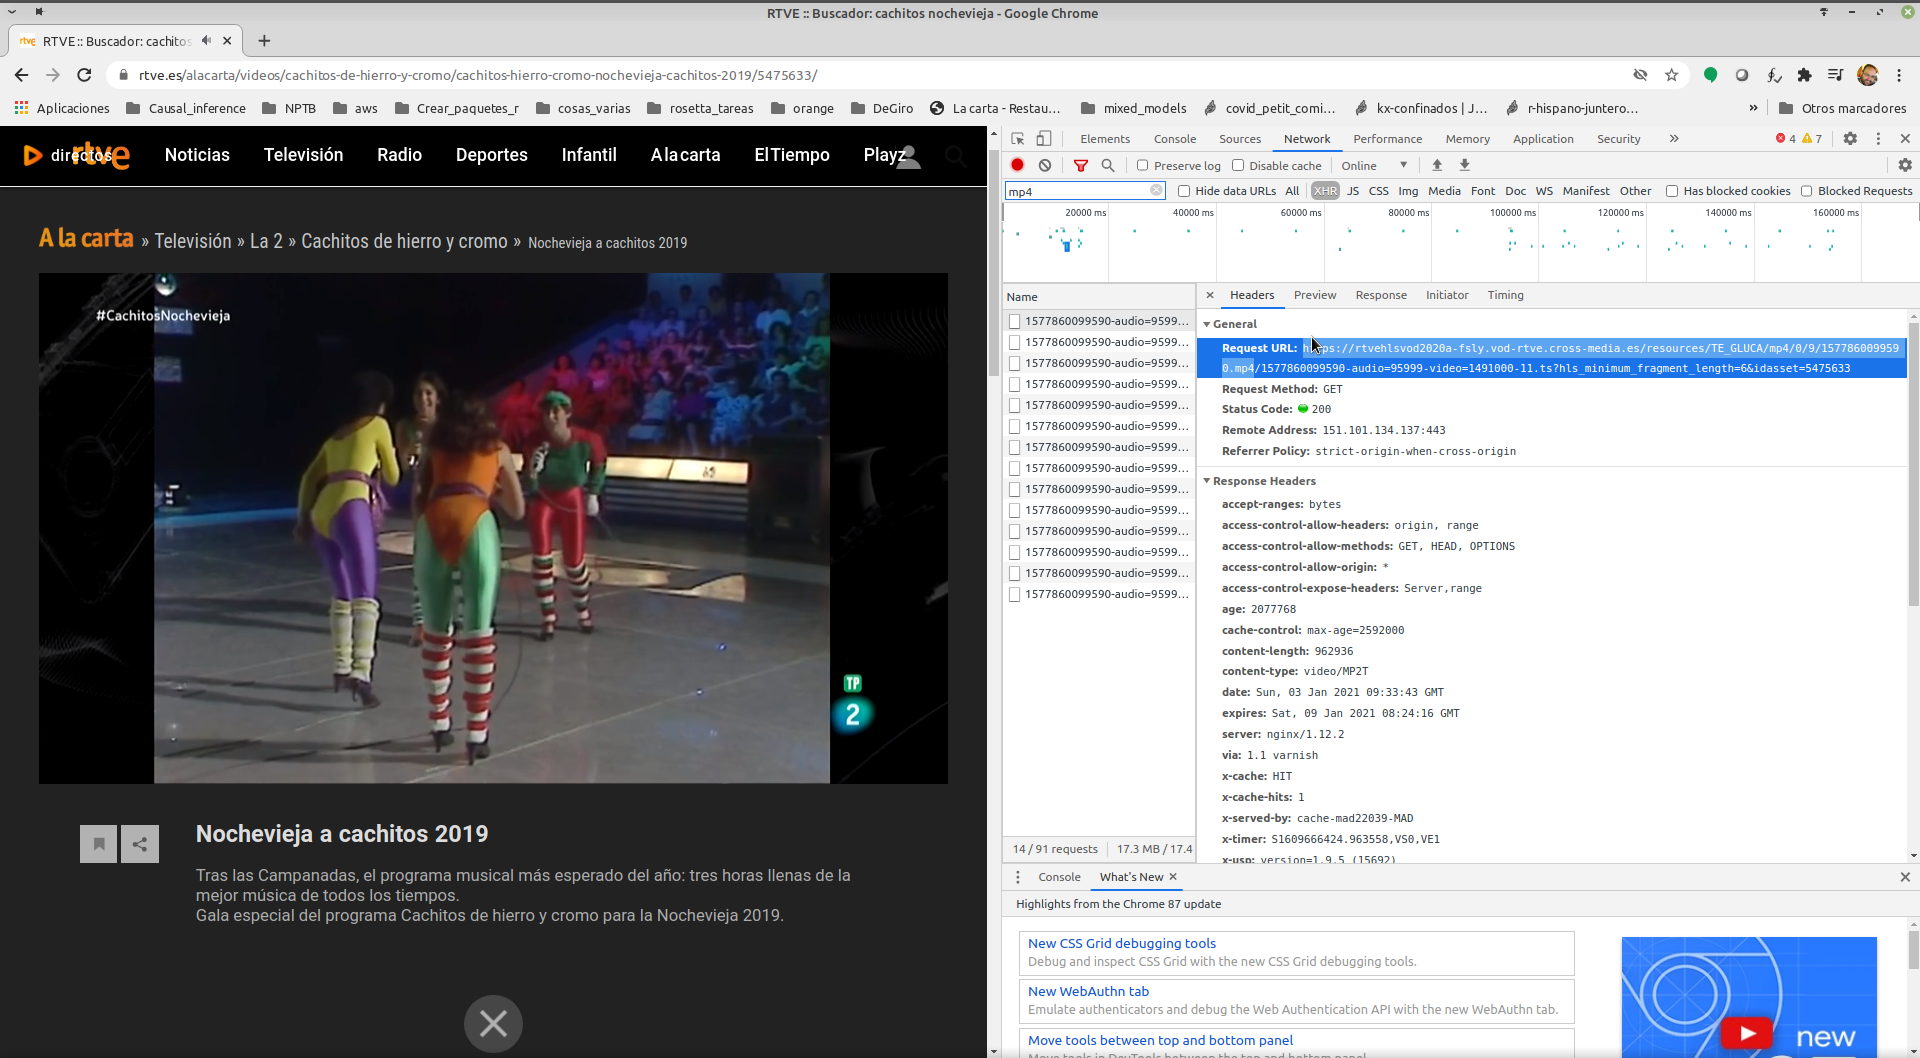 RTVE :: Buscador: cachitos nochevieja - Google Chrome
rtve RTVE :: Buscador: cachitos
rtve.es/alacarta/videos/cachitos-de-hierro-y-cromo/cachitos-hierro-cromo-nochevieja-cachitos-2019/5475633/
Aplicaciones Causal_inference NPTB aws Crear_paquetes_r cosas_varias rosetta_tareas orange DeGiro La carta - Restau... mixed_models covid_petit_comi... kx-confinados | J... r-hispano-juntero... » Otros marcadores
directos rtve Noticias Televisión Radio Deportes Infantil A la carta El Tiempo Playz
A la carta » Televisión » La 2 » Cachitos de hierro y cromo » Nochevieja a cachitos 2019
#CachitosNochevieja
TP
2
Nochevieja a cachitos 2019
Tras las Campanadas, el programa musical más esperado del año: tres horas llenas de la
mejor música de todos los tiempos.
Gala especial del programa Cachitos de hierro y cromo para la Nochevieja 2019.
Elements Console Sources Network Performance Memory Application Security » 4 7
Preserve log Disable cache Online
mp4 Hide data URLs All XHR JS CSS Img Media Font Doc WS Manifest Other Has blocked cookies Blocked Requests
20000 ms 40000 ms 60000 ms 80000 ms 100000 ms 120000 ms 140000 ms 160000 ms
Name
1577860099590-audio=9599...
1577860099590-audio=9599...
1577860099590-audio=9599...
1577860099590-audio=9599...
1577860099590-audio=9599...
1577860099590-audio=9599...
1577860099590-audio=9599...
1577860099590-audio=9599...
1577860099590-audio=9599...
1577860099590-audio=9599...
1577860099590-audio=9599...
1577860099590-audio=9599...
1577860099590-audio=9599...
1577860099590-audio=9599...
14 / 91 requests 17.3 MB / 17.4
Headers Preview Response Initiator Timing
General
Request URL: https://rtvehlsvod2020a-fsly.vod-rtve.cross-media.es/resources/TE_GLUCA/mp4/0/9/157786009959
0.mp4/1577860099590-audio=95999-video=1491000-11.ts?hls_minimum_fragment_length=6&idasset=5475633
Request Method: GET
Status Code: 200
Remote Address: 151.101.134.137:443
Referrer Policy: strict-origin-when-cross-origin
Response Headers
accept-ranges: bytes
access-control-allow-headers: origin, range
access-control-allow-methods: GET, HEAD, OPTIONS
access-control-allow-origin: *
access-control-expose-headers: Server,range
age: 2077768
cache-control: max-age=2592000
content-length: 962936
content-type: video/MP2T
date: Sun, 03 Jan 2021 09:33:43 GMT
expires: Sat, 09 Jan 2021 08:24:16 GMT
server: nginx/1.12.2
via: 1.1 varnish
x-cache: HIT
x-cache-hits: 1
x-served-by: cache-mad22039-MAD
x-timer: S1609666424.963558,VS0,VE1
x-usp: version=1.9.5 (15692)
Console What's New
Highlights from the Chrome 87 update
New CSS Grid debugging tools
Debug and inspect CSS Grid with the new CSS Grid debugging tools.
New WebAuthn tab
Emulate authenticators and debug the Web Authentication API with the new WebAuthn tab.
Move tools between top and bottom panel
Move tools in DevTools between the top and bottom panel.
new